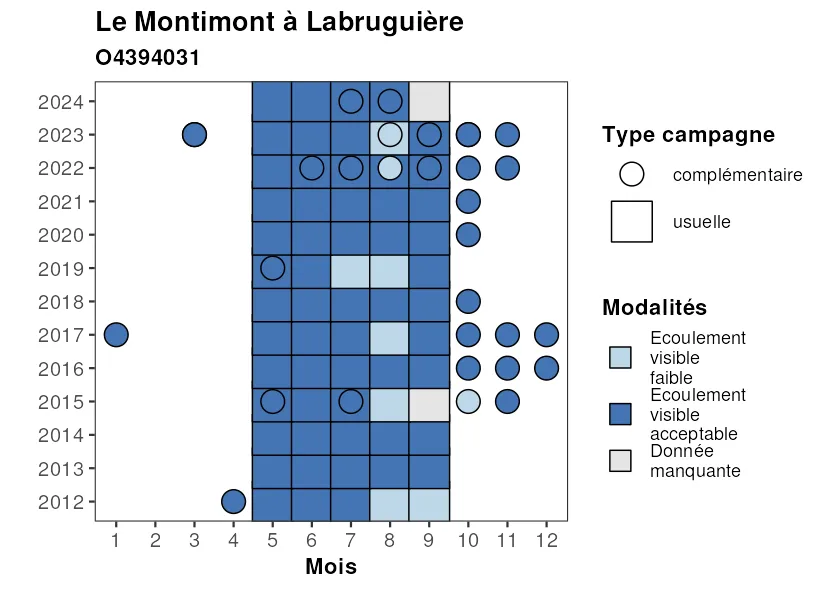 Le Montimont à Labruguière
O4394031
2024
2023
2022
2021
2020
2019
2018
2017
2016
2015
2014
2013
2012
1 2 3 4 5 6 7 8 9 10 11 12
Mois
Type campagne
complémentaire
usuelle
Modalités
Ecoulement
visible
faible
Ecoulement
visible
acceptable
Donnée
manquante